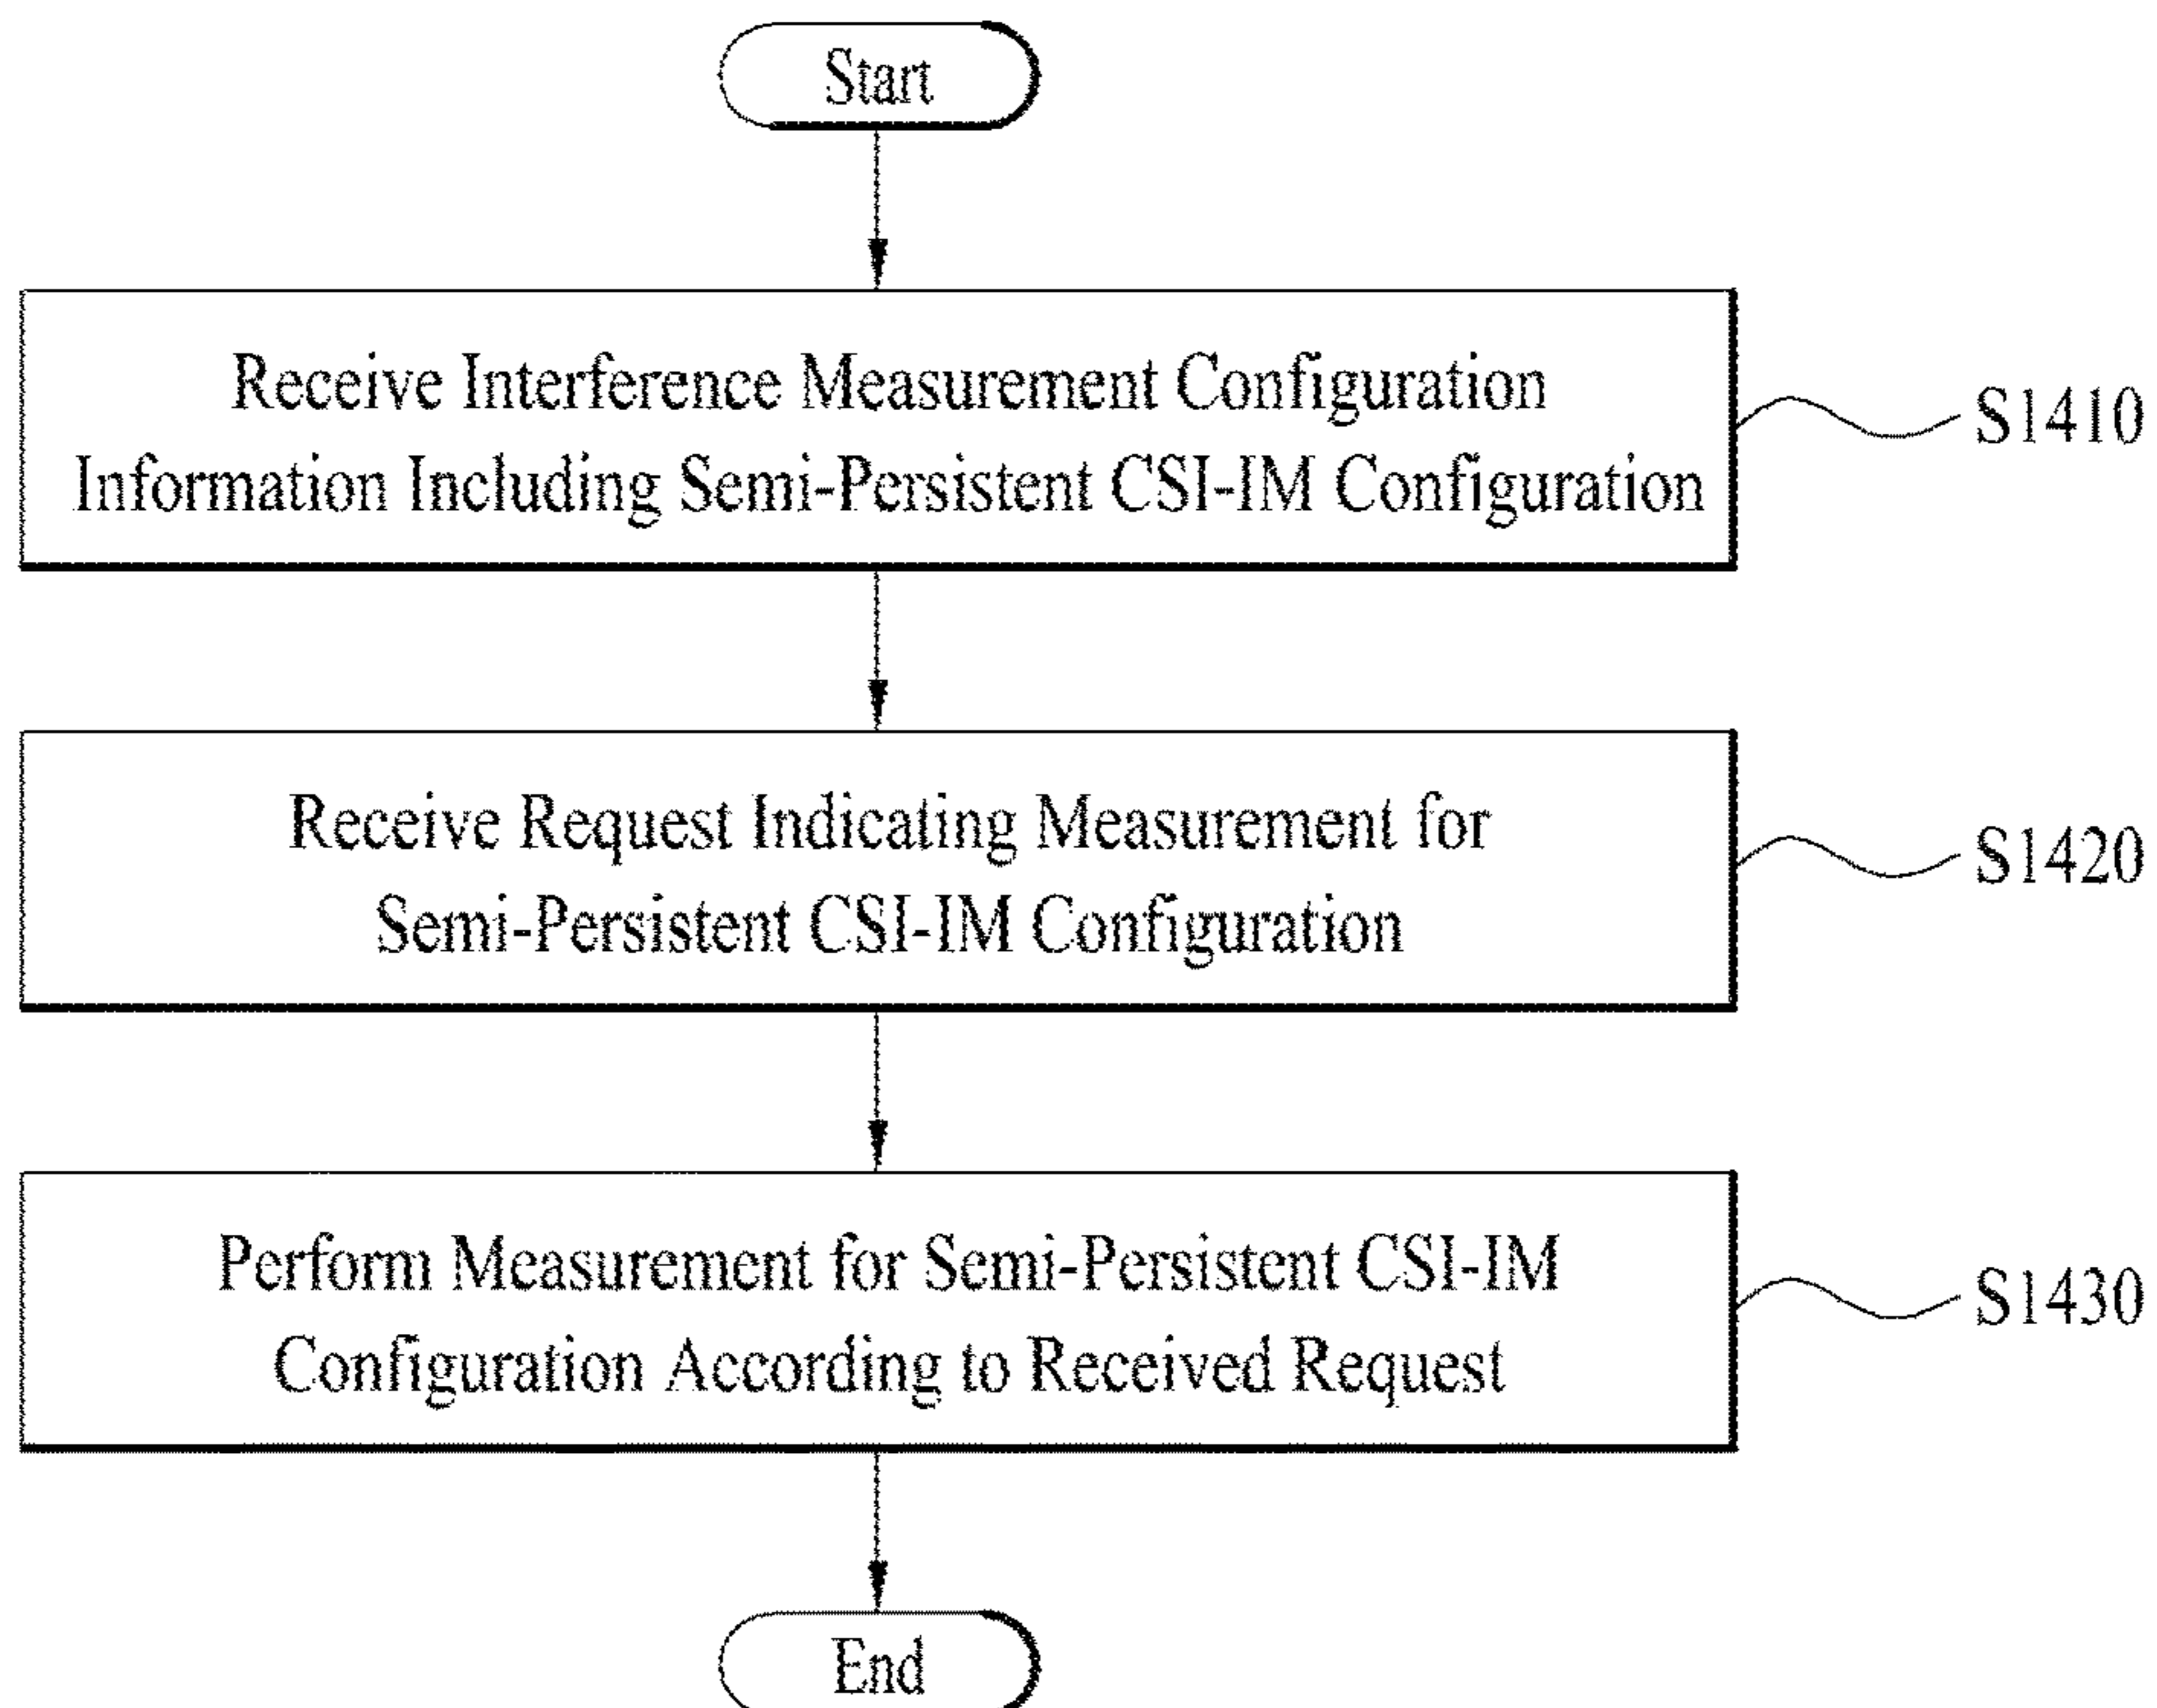 Start
Receive Interference Measurement Configuration
Information Including Semi-Persistent CSI-IM Configuration
S1410
Receive Request Indicating Measurement for
Semi-Persistent CSI-IM Configuration
S1420
Perform Measurement for Semi-Persistent CSI-IM
Configuration According to Received Request
S1430
End